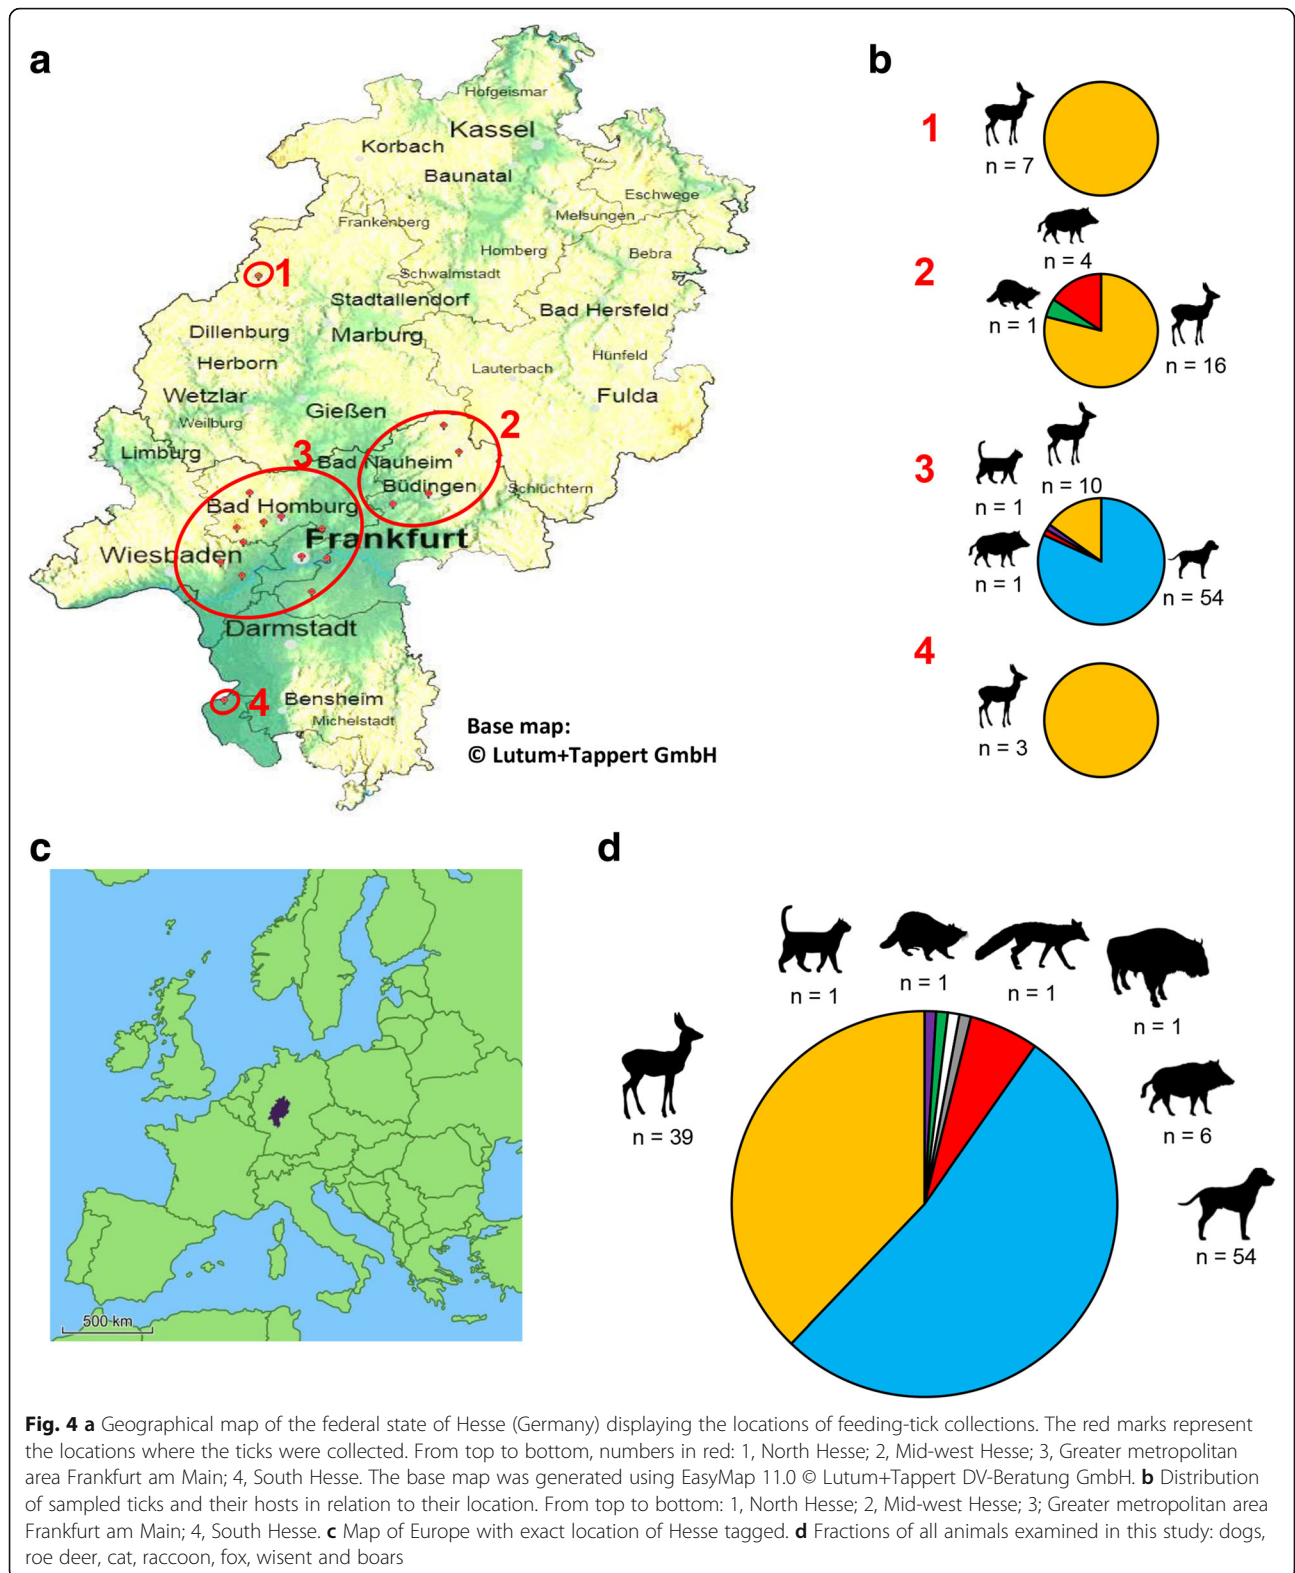 a
Hofgeismar
Kassel
Korbach
Baunatal
Eschwege
Melsungen
Frankenberg
Homberg
Bebra
1
Schwalmstadt
Stadtallendorf
Bad Hersfeld
Dillenburg
Marburg
Hünfeld
Herborn
Lauterbach
Fulda
Wetzlar
Gießen
Weilburg
2
Limburg
3
Bad Nauheim
Büdingen
Schlüchtern
Bad Homburg
Frankfurt
Wiesbaden
Darmstadt
4
Bensheim
Michelstadt
Base map:
© Lutum+Tappert GmbH
b
1
n = 7
n = 4
2
n = 1
n = 16
3
n = 10
n = 1
n = 1
n = 54
4
n = 3
c
500 km
d
n = 1
n = 1
n = 1
n = 1
n = 39
n = 6
n = 54
Fig. 4 a Geographical map of the federal state of Hesse (Germany) displaying the locations of feeding-tick collections. The red marks represent
the locations where the ticks were collected. From top to bottom, numbers in red: 1, North Hesse; 2, Mid-west Hesse; 3, Greater metropolitan
area Frankfurt am Main; 4, South Hesse. The base map was generated using EasyMap 11.0 © Lutum+Tappert DV-Beratung GmbH. b Distribution
of sampled ticks and their hosts in relation to their location. From top to bottom: 1, North Hesse; 2, Mid-west Hesse; 3; Greater metropolitan area
Frankfurt am Main; 4, South Hesse. c Map of Europe with exact location of Hesse tagged. d Fractions of all animals examined in this study: dogs,
roe deer, cat, raccoon, fox, wisent and boars